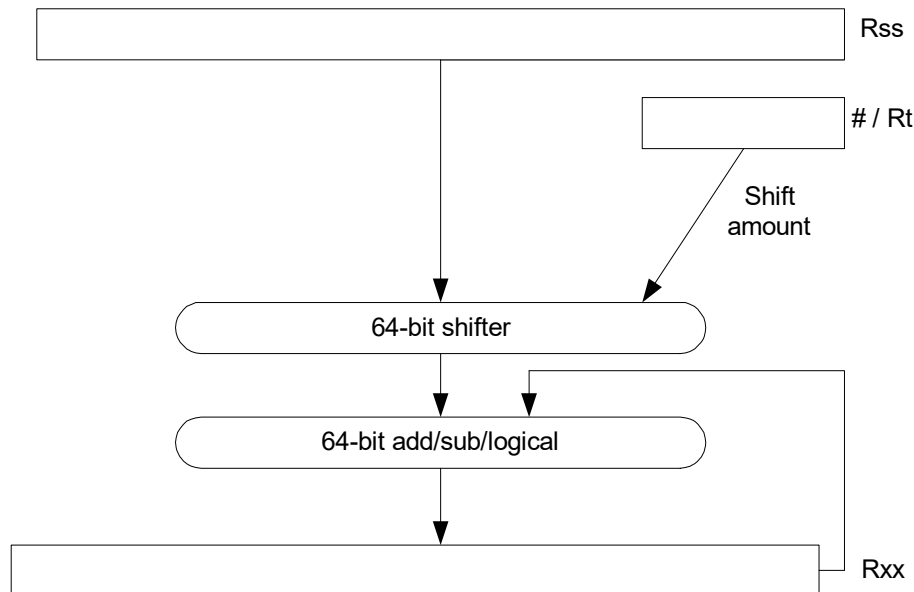 Rss
# / Rt
Shift
amount
64-bit shifter
64-bit add/sub/logical
Rxx